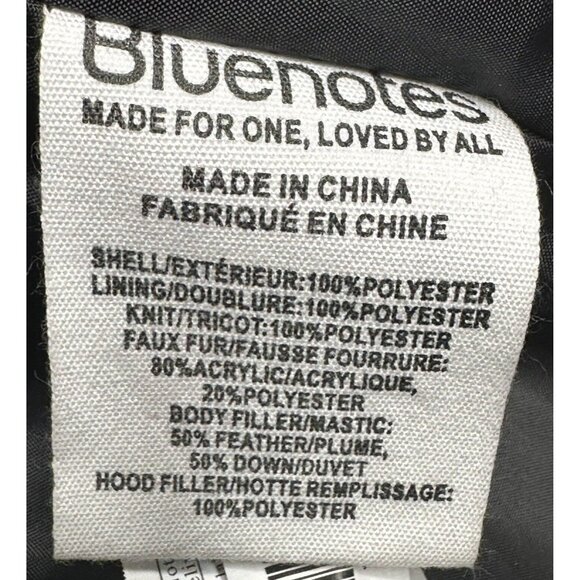 Bluenotes
MADE FOR ONE, LOVED BY ALL
MADE IN CHINA
FABRIQUÉ EN CHINE
SHELL/EXTÉRIEUR:100%POLYESTER
LINING/DOUBLURE:100%POLYESTER
KNIT/TRICOT:100%POLYESTER
FAUX FUR/FAUSSE FOURRURE:
80%ACRYLIC/ACRYLIQUE,
20%POLYESTER
BODY FILLER/MASTIC:
50% FEATHER/PLUME,
50% DOWN/DUVET
HOOD FILLER/HOTTE REMPLISSAGE:
100%POLYESTER